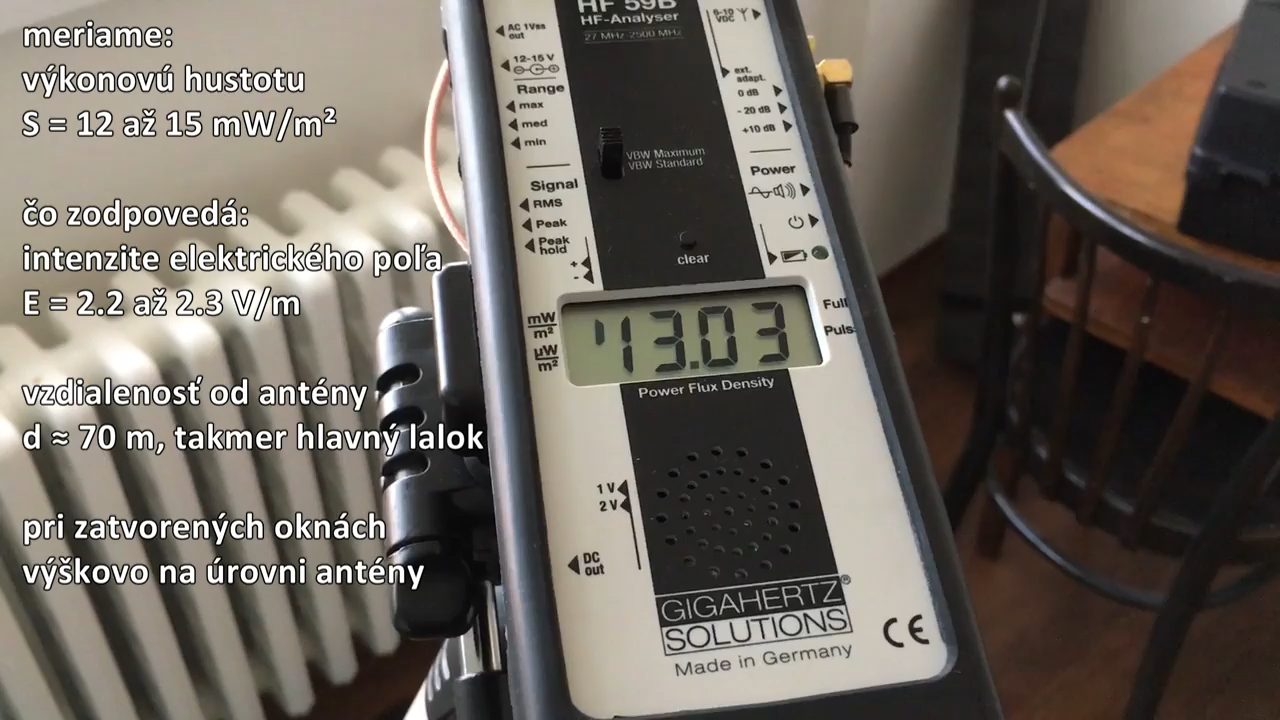 meriame:
výkonovú hustotu
S = 12 až 15 mW/m²
čo zodpovedá:
intenzite elektrického poľa
E = 2.2 až 2.3 V/m
vzdialenosť od antény
d ≈ 70 m, takmer hlavný lalok
pri zatvorených oknách
výškovo na úrovni antény
HF 59B
HF-Analyser
27 MHz-2500 MHz
AC 1Vss
out
12-15 V
Range
max
med
min
Signal
RMS
Peak
Peak
hold
+
-
VBW Maximum
VBW Standard
clear
VDC
ext.
adapt.
0 dB
- 20 dB
+10 dB
Power
mW
m²
µW
m²
13.03
Full
Puls
Power Flux Density
1 V
2 V
DC
out
GIGAHERTZ®
SOLUTIONS
Made in Germany
CE